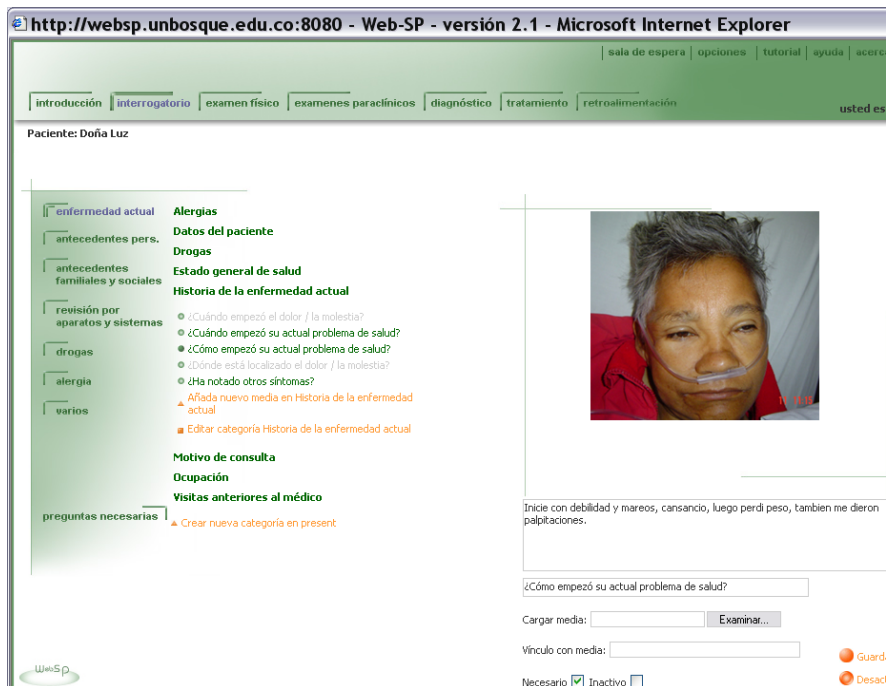 http://websp.unbosque.edu.co:8080 - Web-SP - versión 2.1 - Microsoft Internet Explorer
sala de espera opciones tutorial ayuda
introducción interrogatorio examen físico examenes paraclínicos diagnóstico tratamiento retroalimentación
usted
Paciente: Doña Luz
enfermedad actual
antecedentes pers.
antecedentes
familiales y sociales
revisión por
aparatos y sistemas
drogas
alergia
varios
preguntas necesarias
Alergias
Datos del paciente
Drogas
Estado general de salud
Historia de la enfermedad actual
¿Cuándo empezó el dolor / la molestia?
¿Cuándo empezó su actual problema de salud?
¿Cómo empezó su actual problema de salud?
¿Dónde está localizado el dolor / la molestia?
¿Ha notado otros síntomas?
Añada nuevo media en Historia de la enfermedad
actual
Editar categoría Historia de la enfermedad actual
Motivo de consulta
Ocupación
Visitas anteriores al médico
Crear nueva categoría en present
Inicie con debilidad y mareos, cansancio, luego perdi peso, tambien me dieron
palpitaciones.
¿Cómo empezó su actual problema de salud?
Cargar media: Examinar...
Vínculo con media:
Necesario Inactivo
WebSP